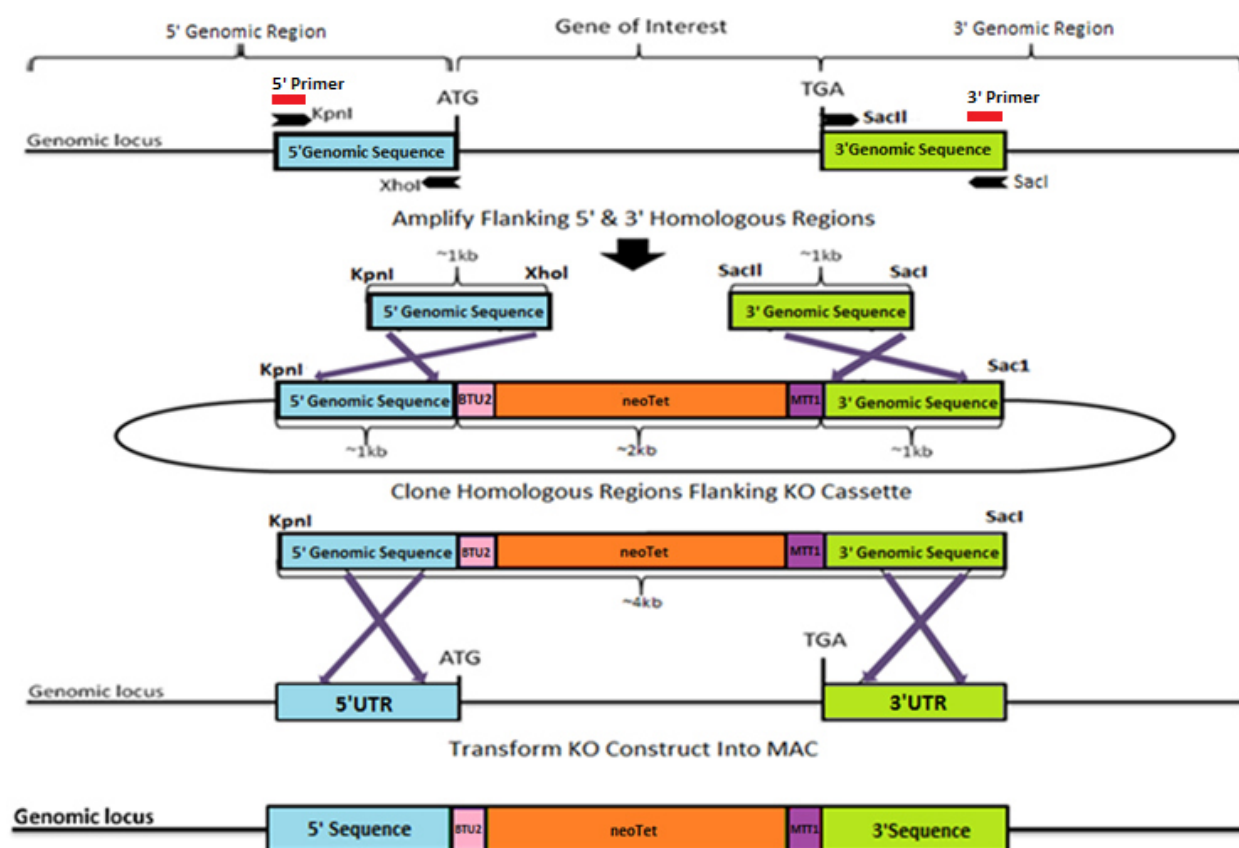 5' Genomic Region
Gene of Interest
3' Genomic Region
5' Primer
KpnI
ATG
TGA
SacII
3' Primer
Genomic locus
5'Genomic Sequence
3'Genomic Sequence
XhoI
SacI
Amplify Flanking 5' & 3' Homologous Regions
~1kb
~1kb
KpnI
XhoI
SacII
SacI
5' Genomic Sequence
3' Genomic Sequence
KpnI
Sac1
5' Genomic Sequence
BTU2
neoTet
MTT1
3' Genomic Sequence
~1kb
~2kb
~1kb
Clone Homologous Regions Flanking KO Cassette
KpnI
SacI
5' Genomic Sequence
BTU2
neoTet
MTT1
3' Genomic Sequence
~4kb
ATG
TGA
Genomic locus
5'UTR
3'UTR
Transform KO Construct Into MAC
Genomic locus
5' Sequence
BTU2
neoTet
MTT1
3'Sequence